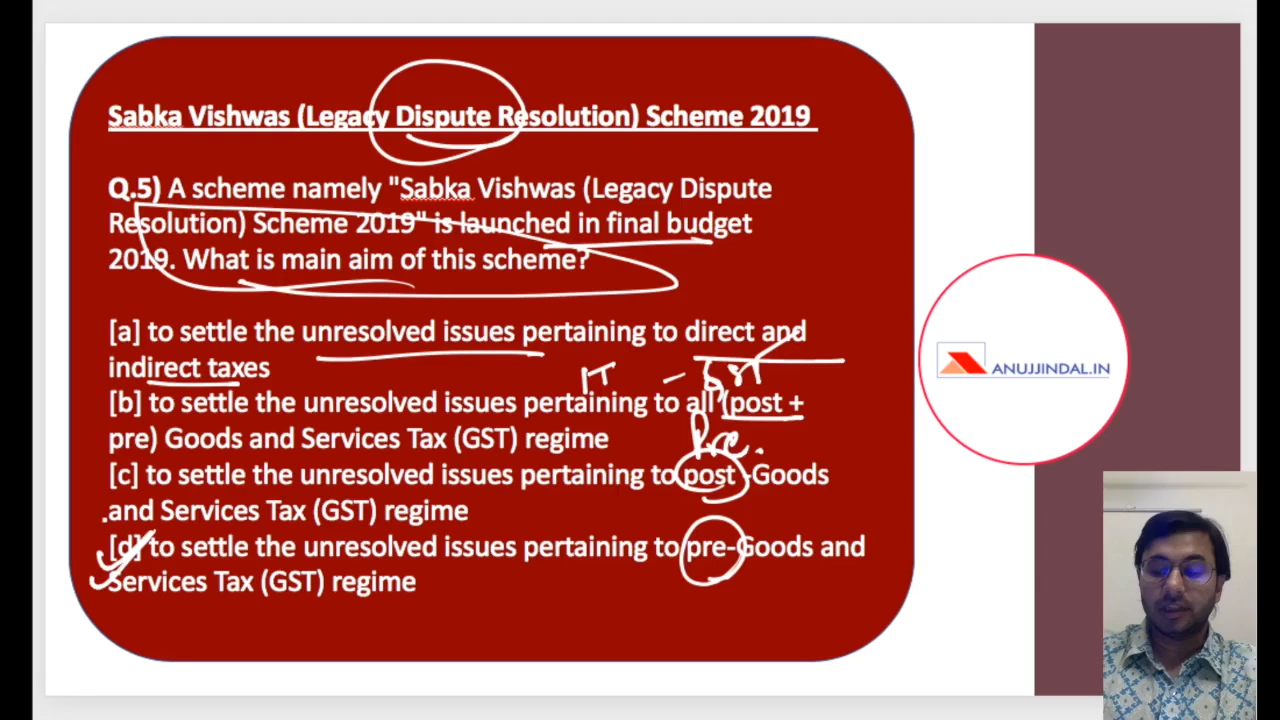 Sabka Vishwas (Legacy Dispute Resolution) Scheme 2019
Q.5) A scheme namely "Sabka Vishwas (Legacy Dispute
Resolution) Scheme 2019" is launched in final budget
2019. What is main aim of this scheme?
[a] to settle the unresolved issues pertaining to direct and
indirect taxes
IT - GST
[b] to settle the unresolved issues pertaining to all (post +
pre) Goods and Services Tax (GST) regime
Pre.
[c] to settle the unresolved issues pertaining to post -Goods
and Services Tax (GST) regime
[d] to settle the unresolved issues pertaining to pre-Goods and
Services Tax (GST) regime
ANUJJINDAL.IN